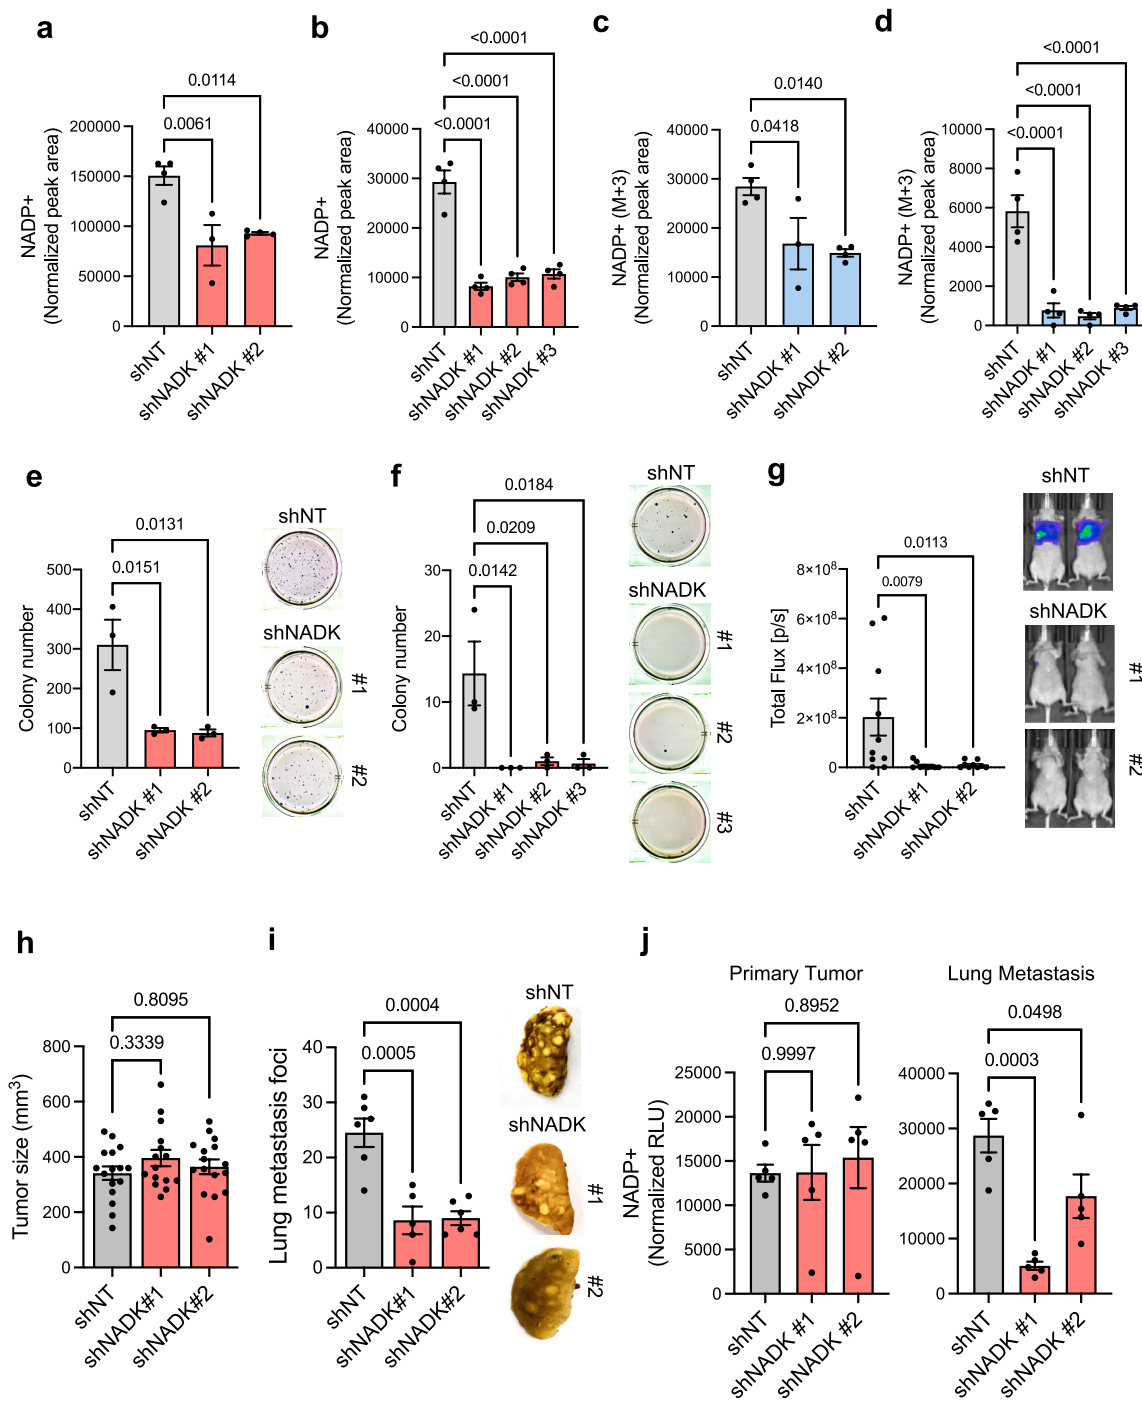 a
0.0114
0.0061
NADP+
(Normalized peak area)
200000
150000
100000
50000
0
shNT
shNADK #1
shNADK #2
b
<0.0001
<0.0001
<0.0001
NADP+
(Normalized peak area)
40000
30000
20000
10000
0
shNT
shNADK #1
shNADK #2
shNADK #3
c
0.0140
0.0418
NADP+ (M+3)
(Normalized peak area)
40000
30000
20000
10000
0
shNT
shNADK #1
shNADK #2
d
<0.0001
<0.0001
<0.0001
NADP+ (M+3)
(Normalized peak area)
10000
8000
6000
4000
2000
0
shNT
shNADK #1
shNADK #2
shNADK #3
e
0.0131
0.0151
Colony number
500
400
300
200
100
0
shNT
shNADK #1
shNADK #2
shNT
shNADK
#1
#2
f
0.0184
0.0209
0.0142
Colony number
30
20
10
0
shNT
shNADK #1
shNADK #2
shNADK #3
shNT
shNADK
#1
#2
#3
g
0.0113
0.0079
Total Flux [p/s]
8×10⁸
6×10⁸
4×10⁸
2×10⁸
0
shNT
shNADK #1
shNADK #2
shNT
shNADK
#1
#2
h
0.8095
0.3339
Tumor size (mm³)
800
600
400
200
0
shNT
shNADK#1
shNADK#2
i
0.0004
0.0005
Lung metastasis foci
40
30
20
10
0
shNT
shNADK#1
shNADK#2
shNT
shNADK
#1
#2
j
Primary Tumor
0.8952
0.9997
NADP+
(Normalized RLU)
25000
20000
15000
10000
5000
0
shNT
shNADK #1
shNADK #2
Lung Metastasis
0.0498
0.0003
40000
30000
20000
10000
0
shNT
shNADK #1
shNADK #2